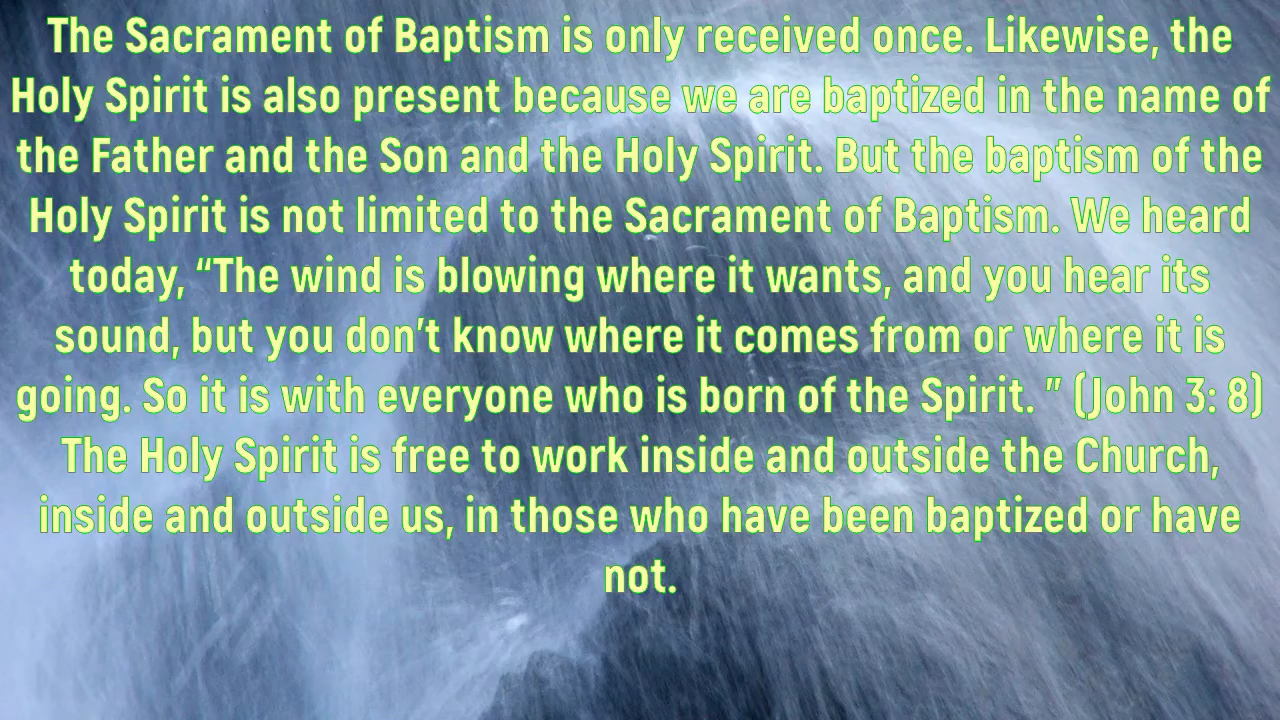 The Sacrament of Baptism is only received once. Likewise, the
Holy Spirit is also present because we are baptized in the name of
the Father and the Son and the Holy Spirit. But the baptism of the
Holy Spirit is not limited to the Sacrament of Baptism. We heard
today, “The wind is blowing where it wants, and you hear its
sound, but you don’t know where it comes from or where it is
going. So it is with everyone who is born of the Spirit. ” (John 3: 8)
The Holy Spirit is free to work inside and outside the Church,
inside and outside us, in those who have been baptized or have
not.